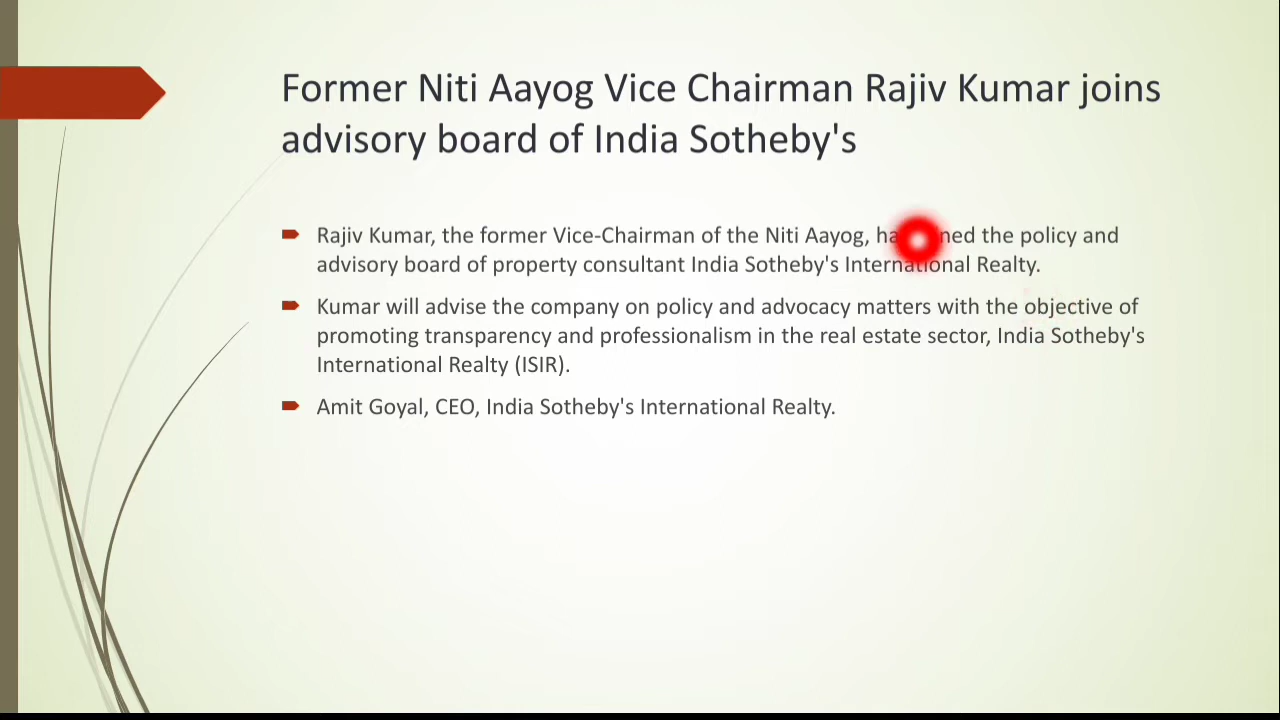 Former Niti Aayog Vice Chairman Rajiv Kumar joins
advisory board of India Sotheby's
Rajiv Kumar, the former Vice-Chairman of the Niti Aayog, the policy and
advisory board of property consultant India Sotheby's International Realty.
Kumar will advise the company on policy and advocacy matters with the objective of
promoting transparency and professionalism in the real estate sector, India Sotheby's
International Realty (ISIR).
Amit Goyal, CEO, India Sotheby's International Realty.